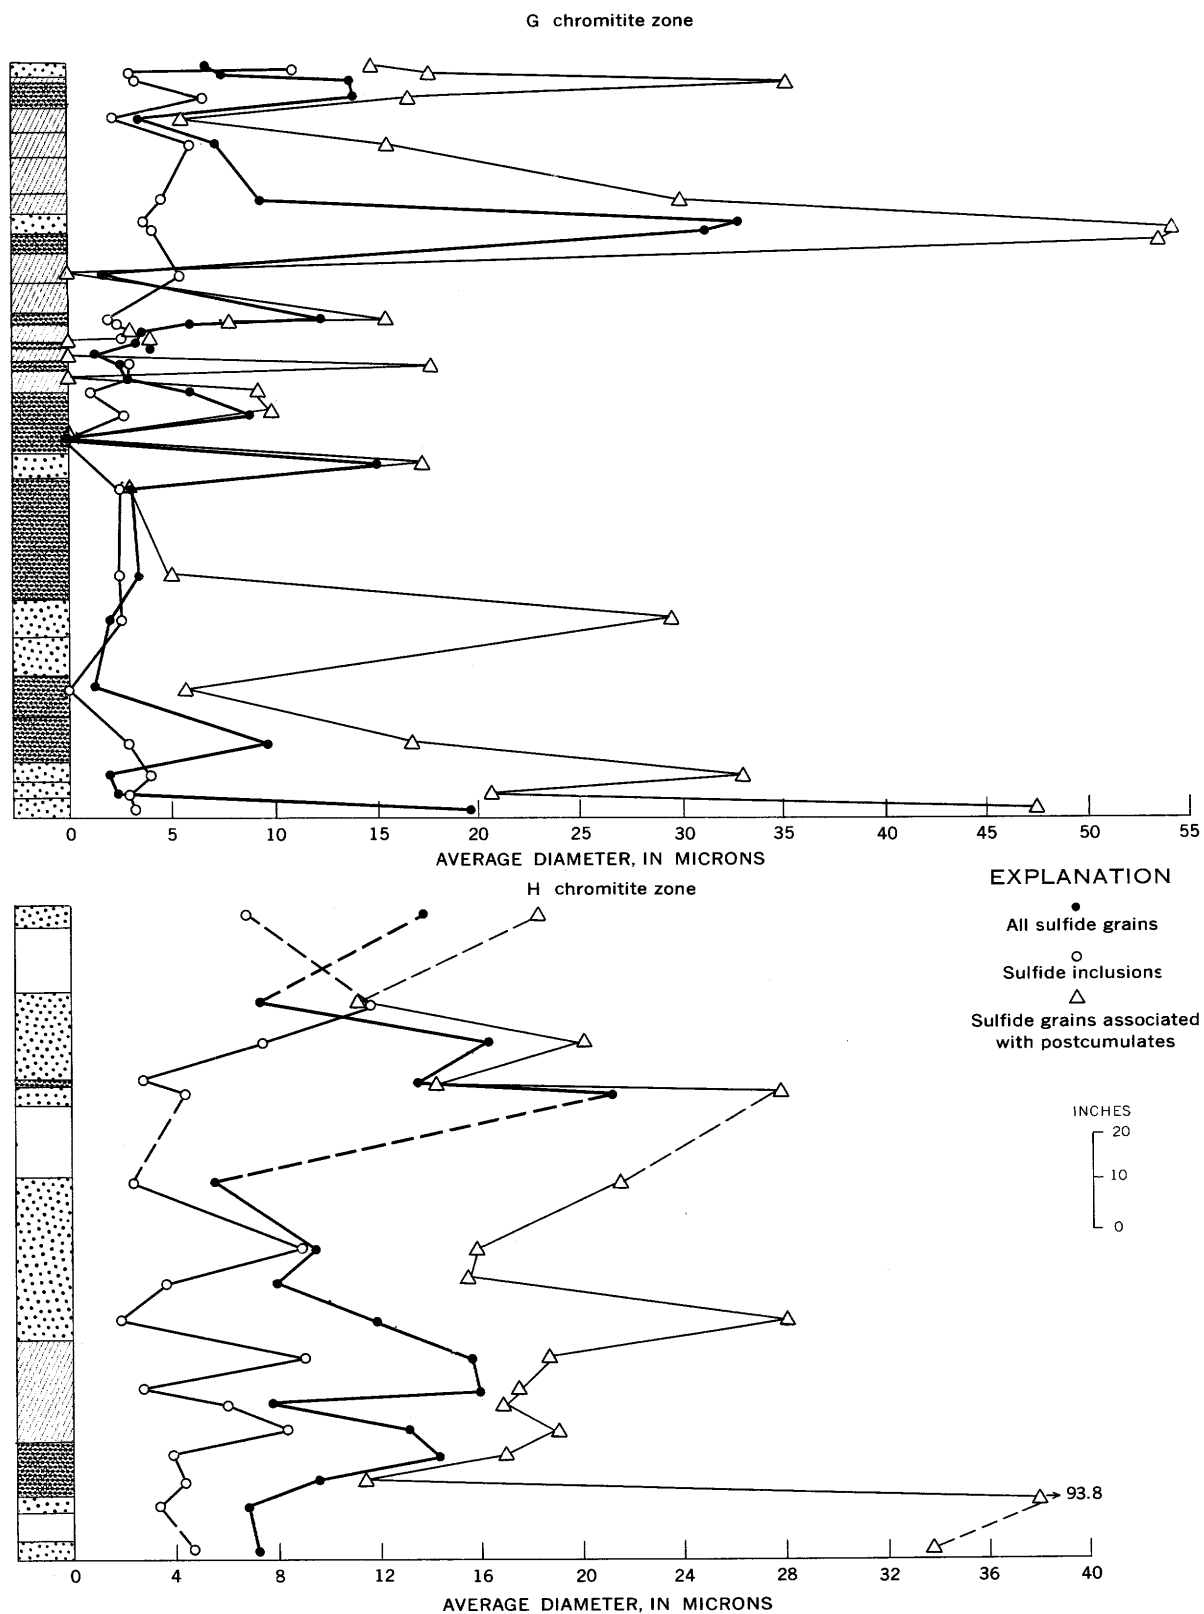 G chromitite zone
0 5 10 15 20 25 30 35 40 45 50 55
AVERAGE DIAMETER, IN MICRONS
H chromitite zone
EXPLANATION
All sulfide grains
Sulfide inclusions
Sulfide grains associated
with postcumulates
INCHES
20
10
0
93.8
0 4 8 12 16 20 24 28 32 36 40
AVERAGE DIAMETER, IN MICRONS